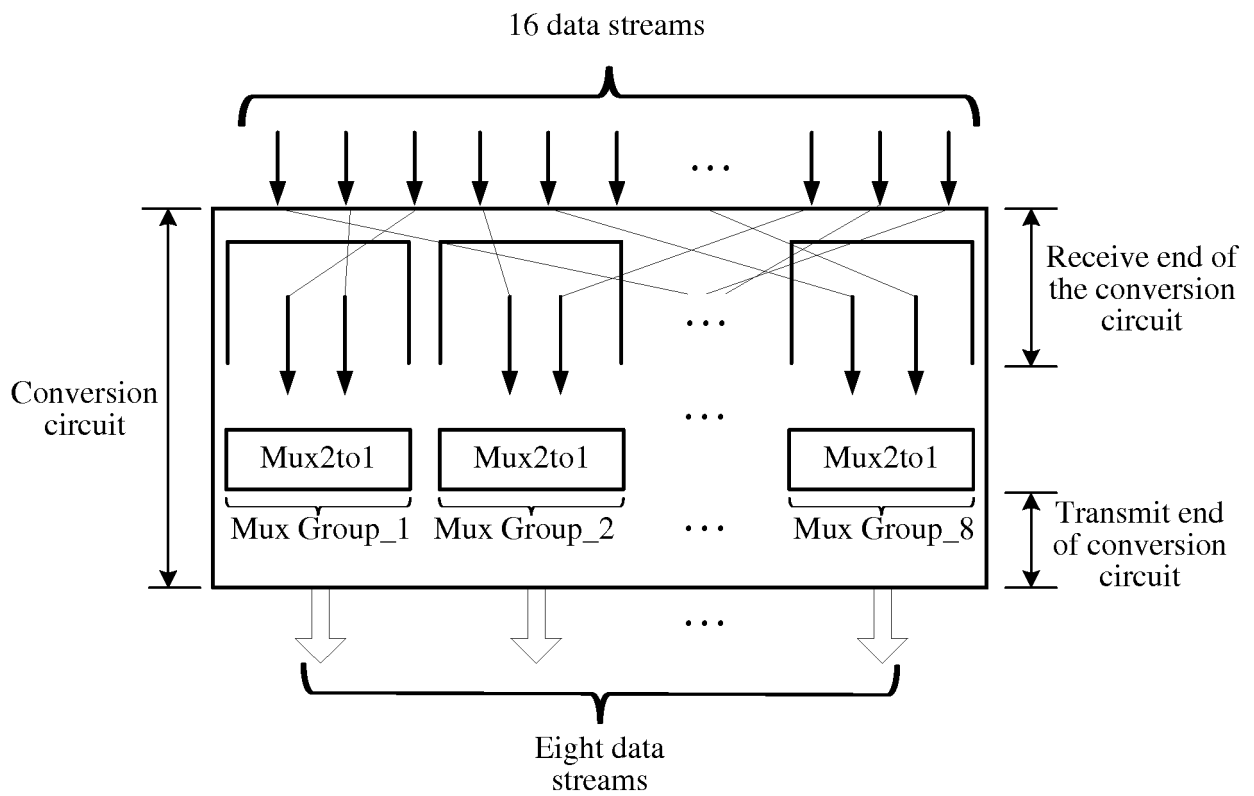 16 data streams
...
Receive end of
the conversion
circuit
...
Conversion
circuit
...
Mux2to1
Mux2to1
Mux2to1
Mux Group_1
Mux Group_2
...
Mux Group_8
Transmit end
of conversion
circuit
...
Eight data
streams